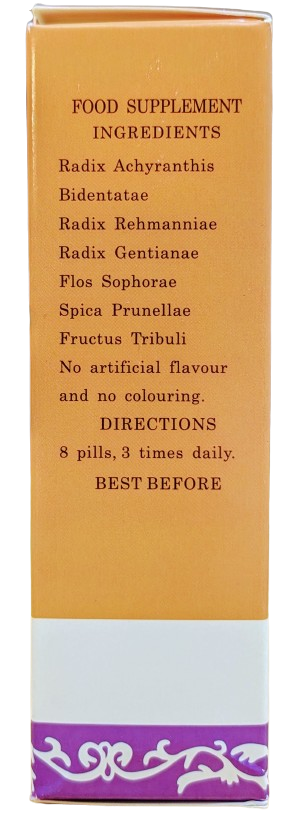 FOOD SUPPLEMENT
INGREDIENTS
Radix Achyranthis
Bidentatae
Radix Rehmanniae
Radix Gentianae
Flos Sophorae
Spica Prunellae
Fructus Tribuli
No artificial flavour
and no colouring.
DIRECTIONS
8 pills, 3 times daily.
BEST BEFORE